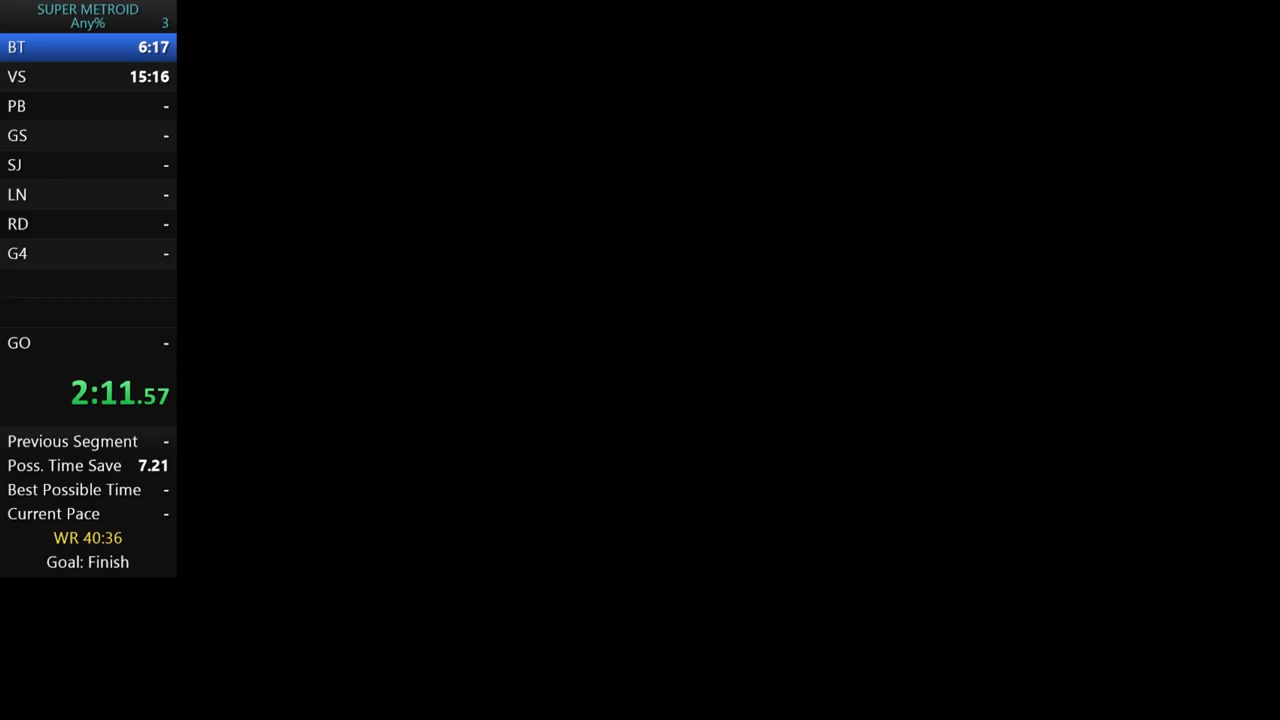 SUPER METROID
Any% 3
BT 6:17
VS 15:16
PB -
GS -
SJ -
LN -
RD -
G4 -
GO -
2:11.57
Previous Segment -
Poss. Time Save 7.21
Best Possible Time -
Current Pace -
WR 40:36
Goal: Finish